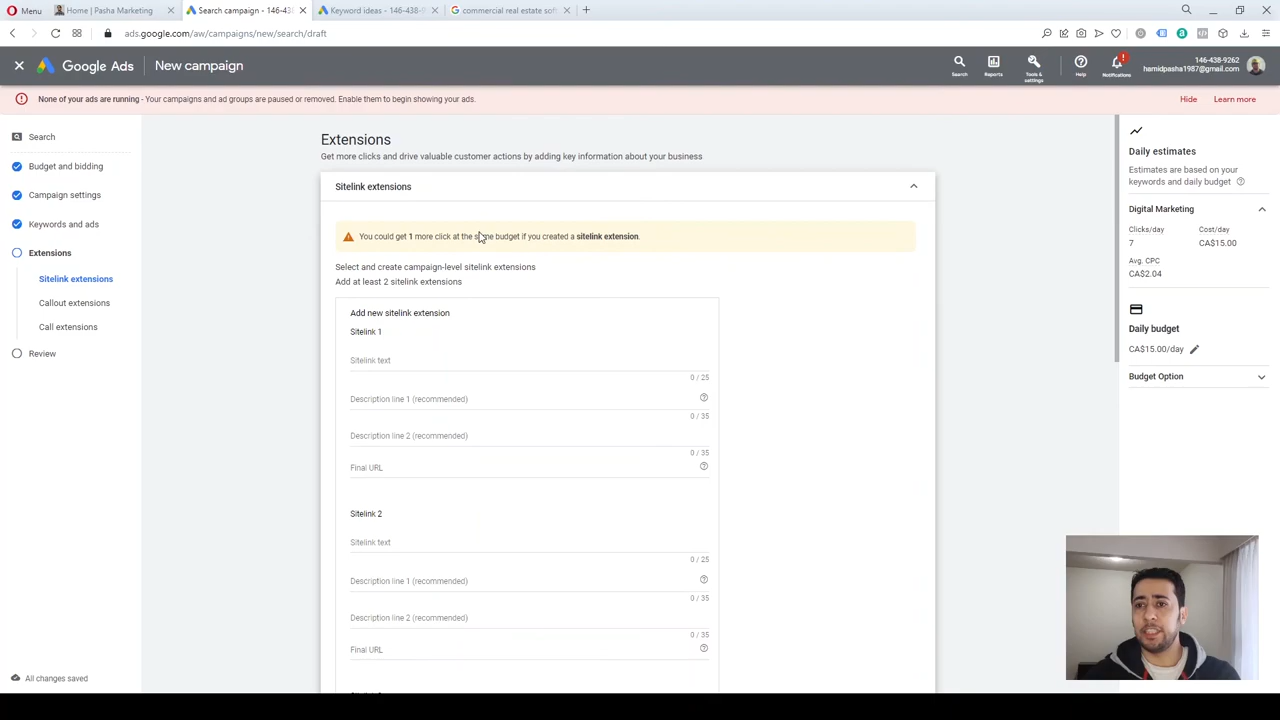 Menu
Home | Pasha Marketing
Search campaign - 146-438
Keyword ideas - 146-438-9
commercial real estate soft
ads.google.com/aw/campaigns/new/search/draft
Google Ads
New campaign
Search
Reports
Tools & settings
Help
Notifications
146-438-9262
hamidpasha1987@gmail.com
None of your ads are running - Your campaigns and ad groups are paused or removed. Enable them to begin showing your ads.
Hide
Learn more
Search
Budget and bidding
Campaign settings
Keywords and ads
Extensions
Sitelink extensions
Callout extensions
Call extensions
Review
All changes saved
Extensions
Get more clicks and drive valuable customer actions by adding key information about your business
Sitelink extensions
You could get 1 more click at the same budget if you created a sitelink extension.
Select and create campaign-level sitelink extensions
Add at least 2 sitelink extensions
Add new sitelink extension
Sitelink 1
Sitelink text
0 / 25
Description line 1 (recommended)
0 / 35
Description line 2 (recommended)
0 / 35
Final URL
Sitelink 2
Sitelink text
0 / 25
Description line 1 (recommended)
0 / 35
Description line 2 (recommended)
0 / 35
Final URL
Daily estimates
Estimates are based on your
keywords and daily budget
Digital Marketing
Clicks/day
Cost/day
7
CA$15.00
Avg. CPC
CA$2.04
Daily budget
CA$15.00/day
Budget Option